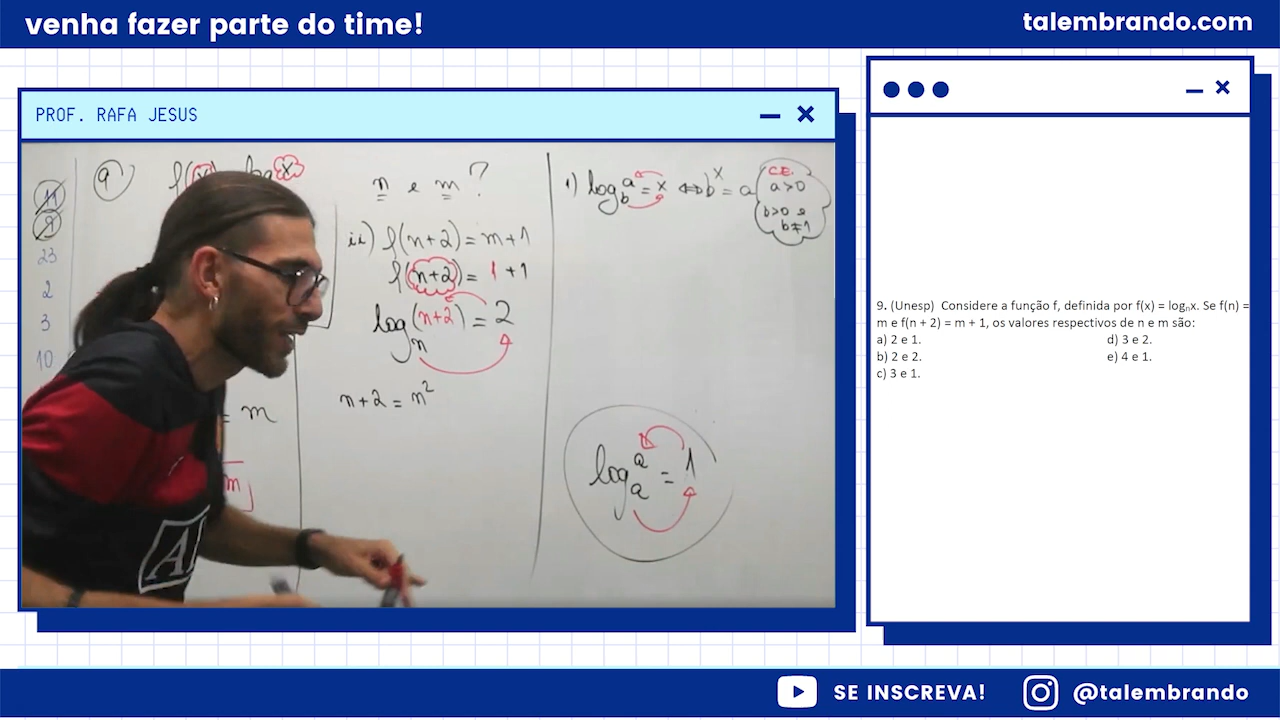 venha fazer parte do time!
talembrando.com
PROF. RAFA JESUS
11
9
23
2
3
10
a)
= m
m
n e m ?
ii) f(n+2) = m+1
f(n+2) = 1 + 1
log_n (n+2) = 2
n+2 = n²
1) log_b a = x ⇔ b^x = a
C.E.
a>0
b>0 e
b≠1
log_a a = 1
9. (Unesp) Considere a função f, definida por f(x) = logₙx. Se f(n) =
m e f(n + 2) = m + 1, os valores respectivos de n e m são:
a) 2 e 1.
d) 3 e 2.
b) 2 e 2.
e) 4 e 1.
c) 3 e 1.
SE INSCREVA!
@talembrando